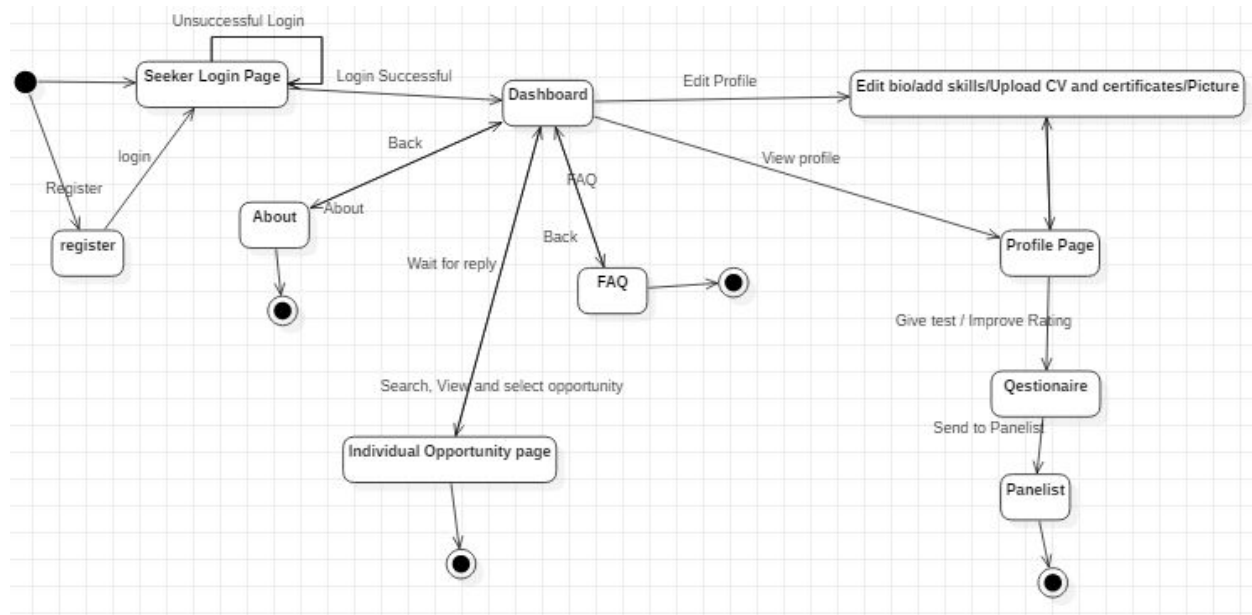 Unsuccessful Login
Seeker Login Page
Login Successful
Dashboard
Edit Profile
Edit bio/add skills/Upload CV and certificates/Picture
Back
login
View profile
FAQ
Register
About
About
register
Back
Profile Page
Wait for reply
FAQ
Give test / Improve Rating
Search, View and select opportunity
Qestionaire
Send to Panelist
Individual Opportunity page
Panelist